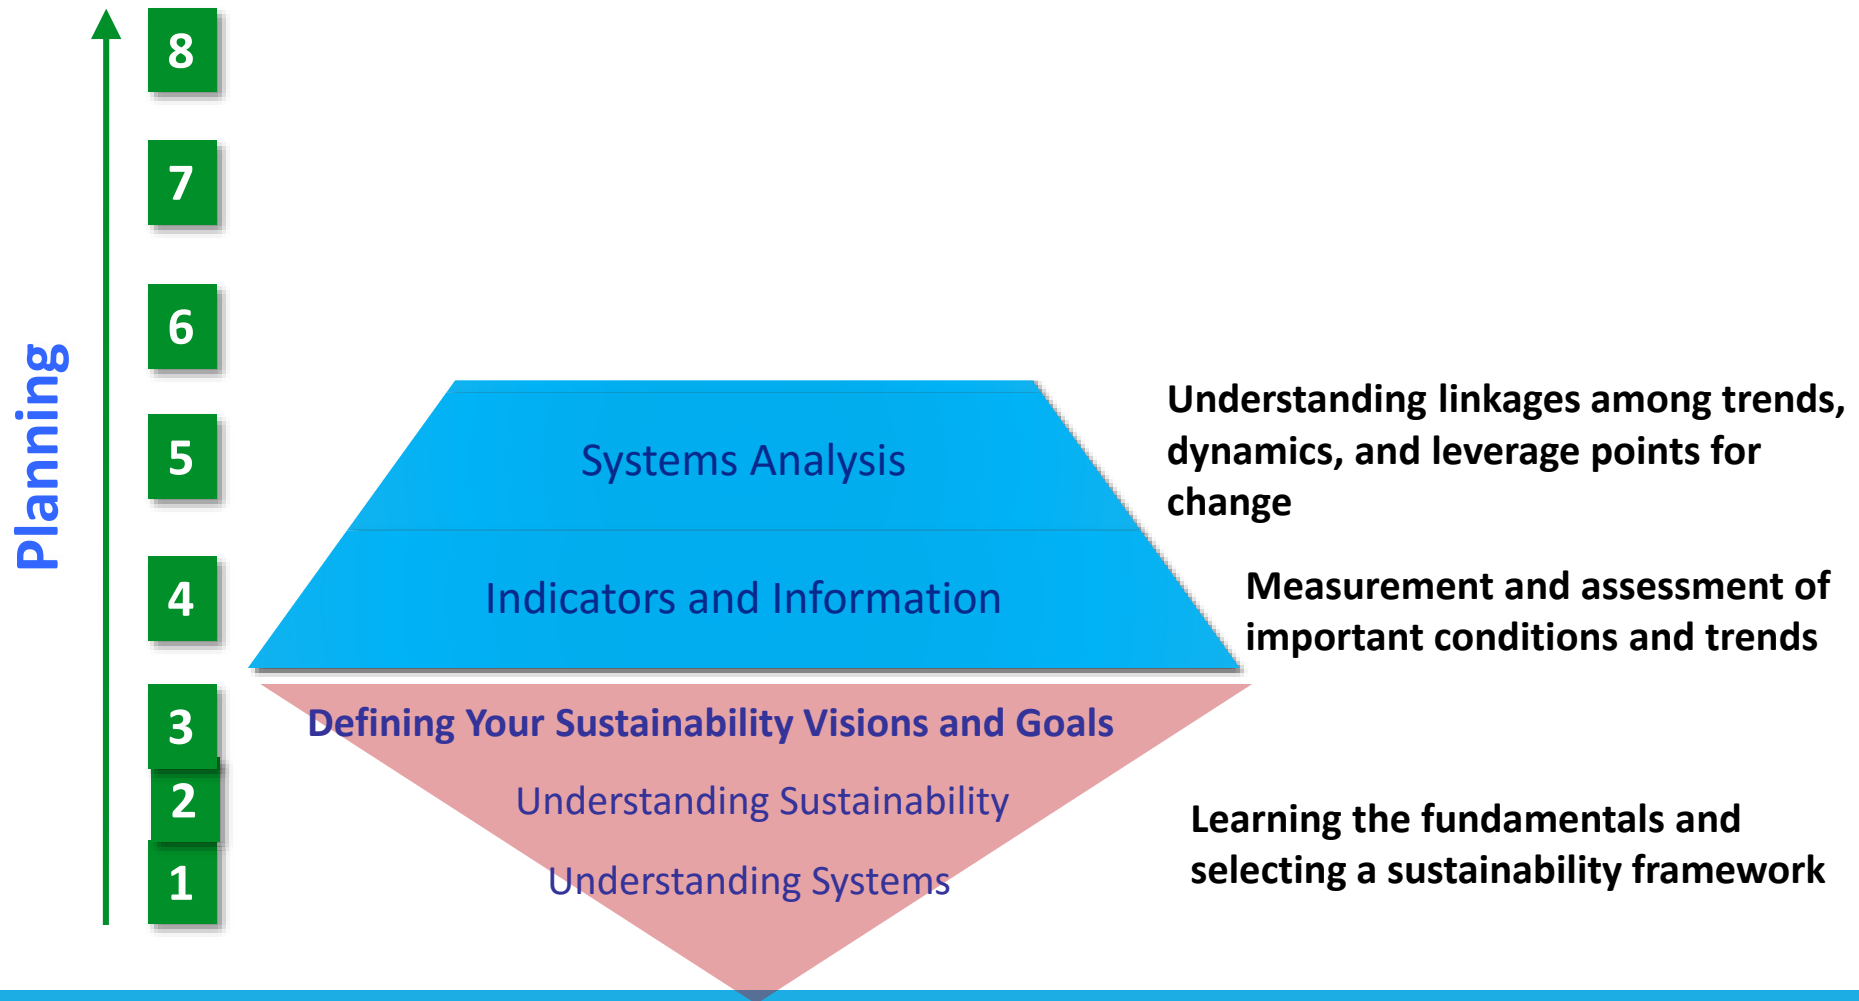 Planning
8
7
6
5
Systems Analysis
Understanding linkages among trends,
dynamics, and leverage points for
change
4
Indicators and Information
Measurement and assessment of
important conditions and trends
3
Defining Your Sustainability Visions and Goals
2
Understanding Sustainability
Learning the fundamentals and
selecting a sustainability framework
1
Understanding Systems